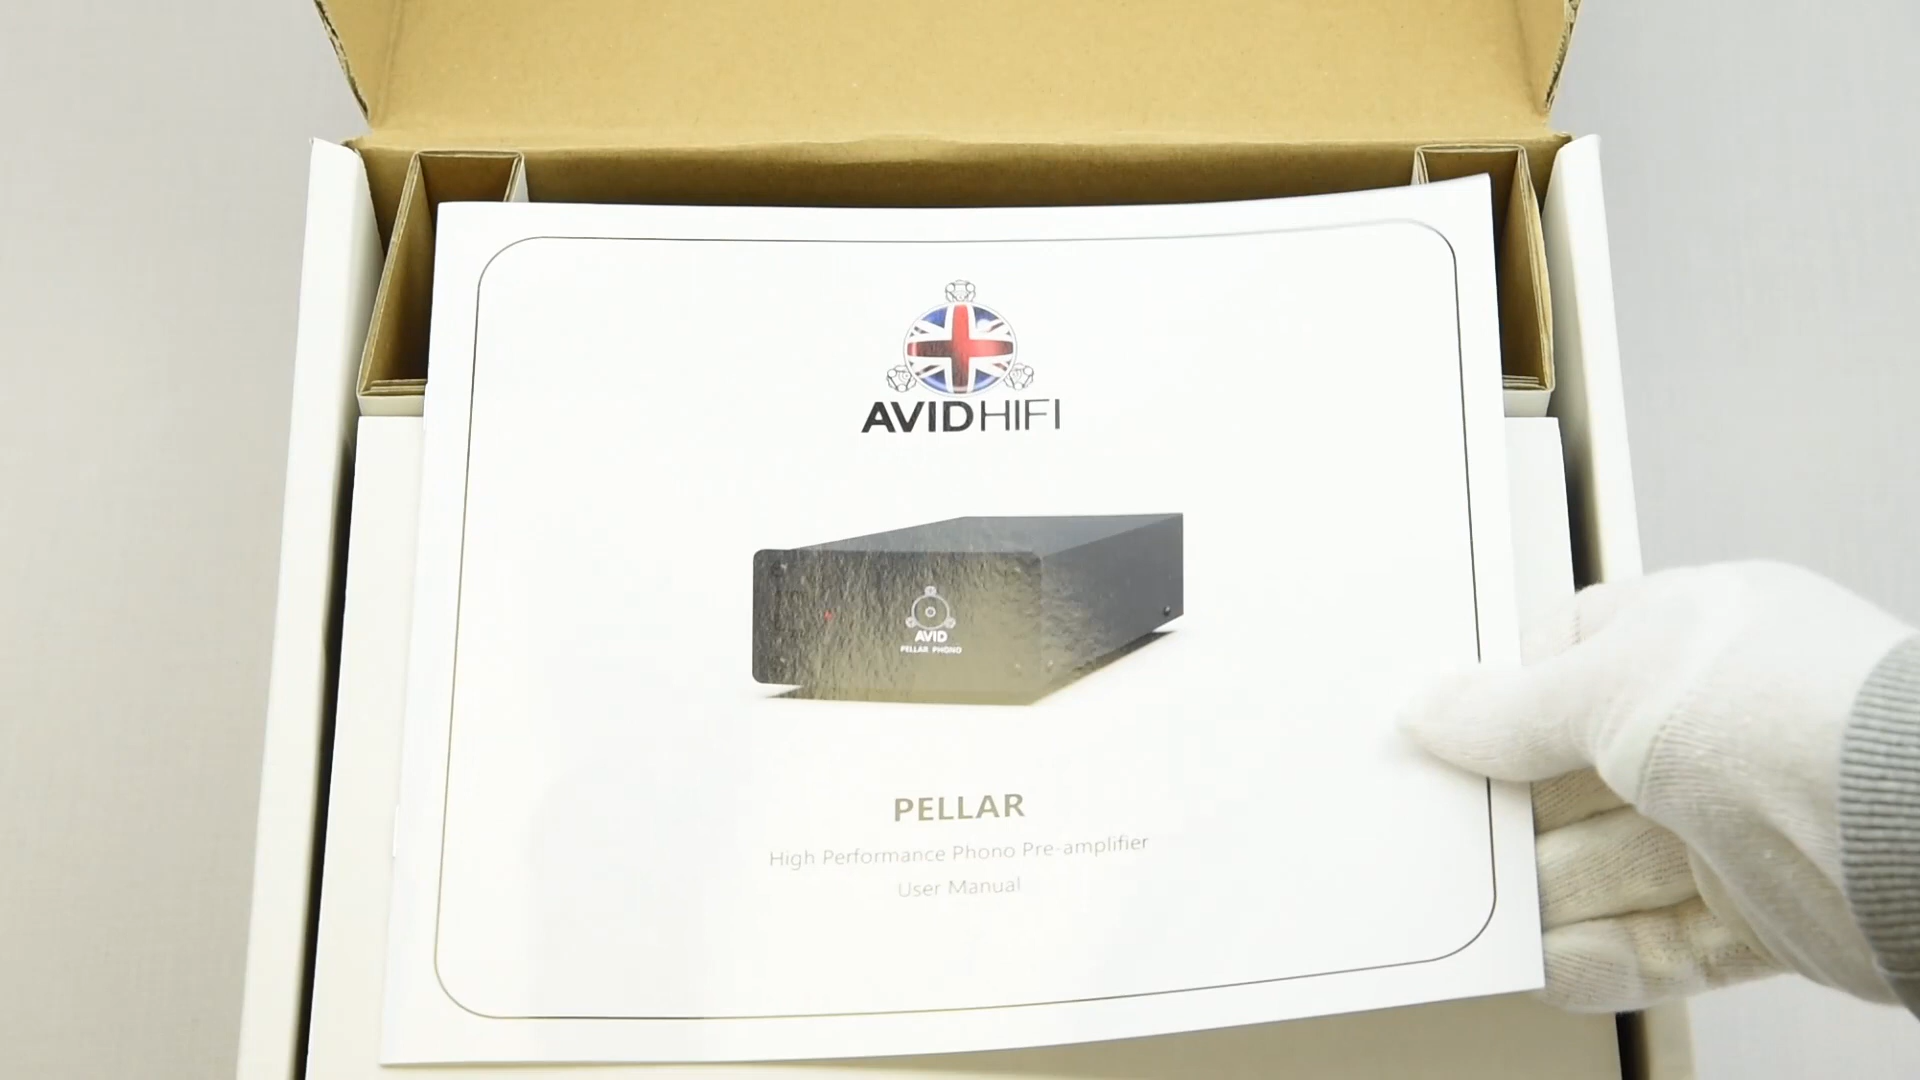 AVIDHIFI
AVID
PELLAR PHONO
PELLAR
High Performance Phono Pre-amplifier
User Manual